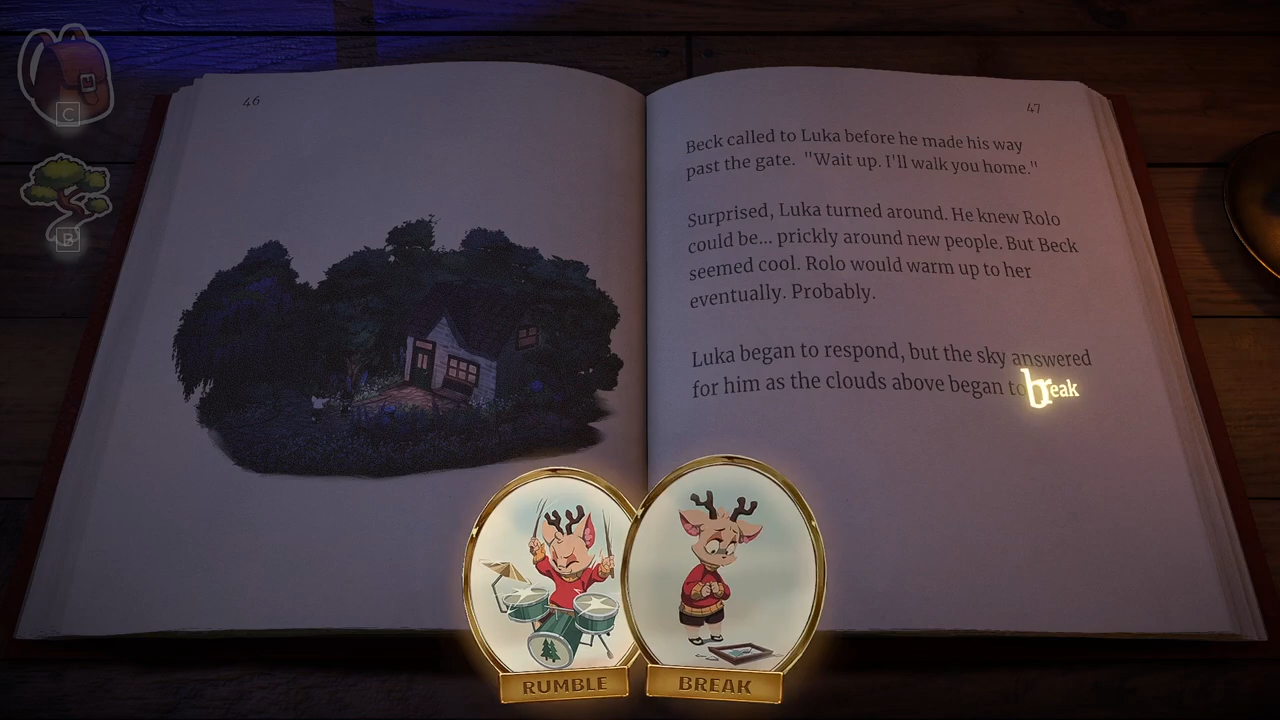 C
B
46
47
Beck called to Luka before he made his way
past the gate. "Wait up. I'll walk you home."
Surprised, Luka turned around. He knew Rolo
could be... prickly around new people. But Beck
seemed cool. Rolo would warm up to her
eventually. Probably.
Luka began to respond, but the sky answered
for him as the clouds above began to break
RUMBLE
BREAK